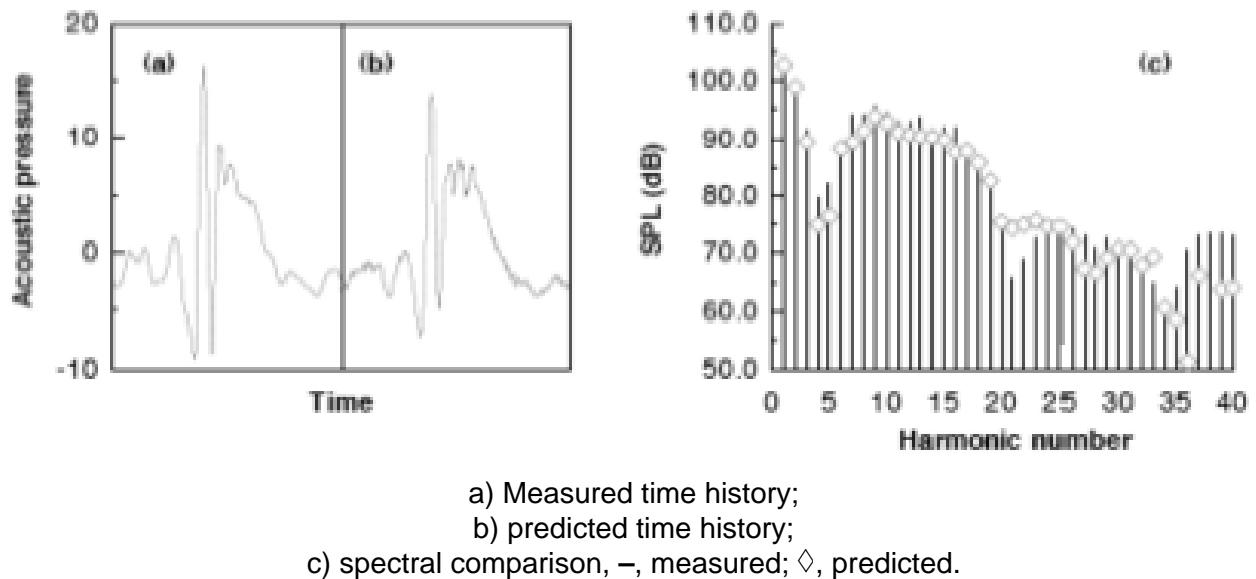 20
10
0
-10
Acoustic pressure
(a)
(b)
Time
110.0
100.0
90.0
80.0
70.0
60.0
50.0
SPL (dB)
(c)
0 5 10 15 20 25 30 35 40
Harmonic number
a) Measured time history;
b) predicted time history;
c) spectral comparison, –, measured; ◊, predicted.